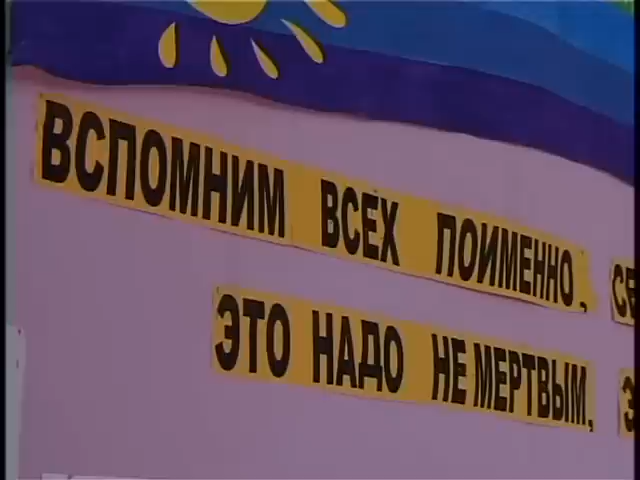 ВСПОМНИМ ВСЕХ ПОИМЕННО,
ЭТО НАДО НЕ МЕРТВЫМ,